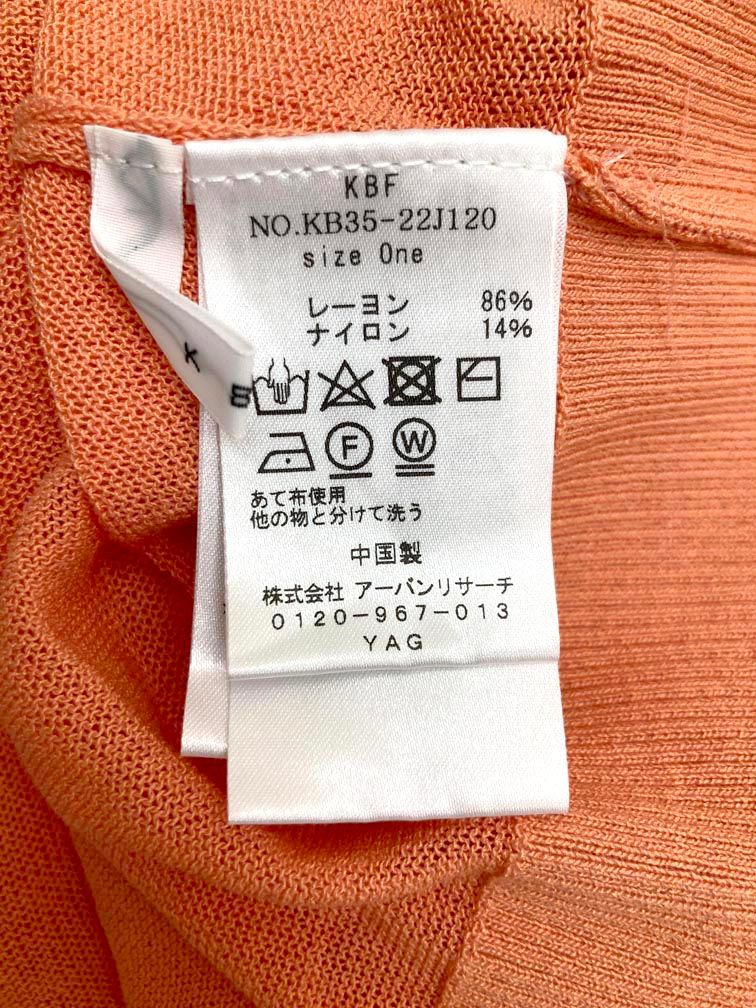 KBF
NO.KB35-22J120
size One
レーヨン 86%
ナイロン 14%
F W
あて布使用
他の物と分けて洗う
中国製
株式会社 アーバンリサーチ
0120-967-013
YAG
K